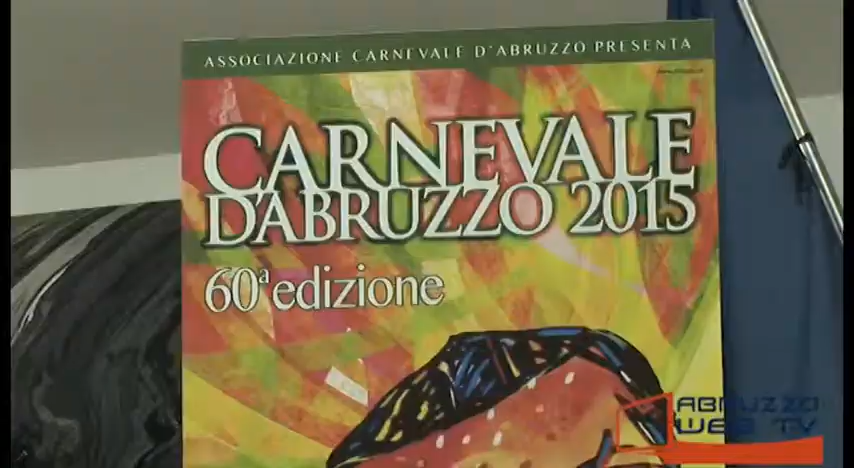 ASSOCIAZIONE CARNEVALE D'ABRUZZO PRESENTA
CARNEVALE
D'ABRUZZO 2015
60ª edizione
ABRUZZO
WEB TV